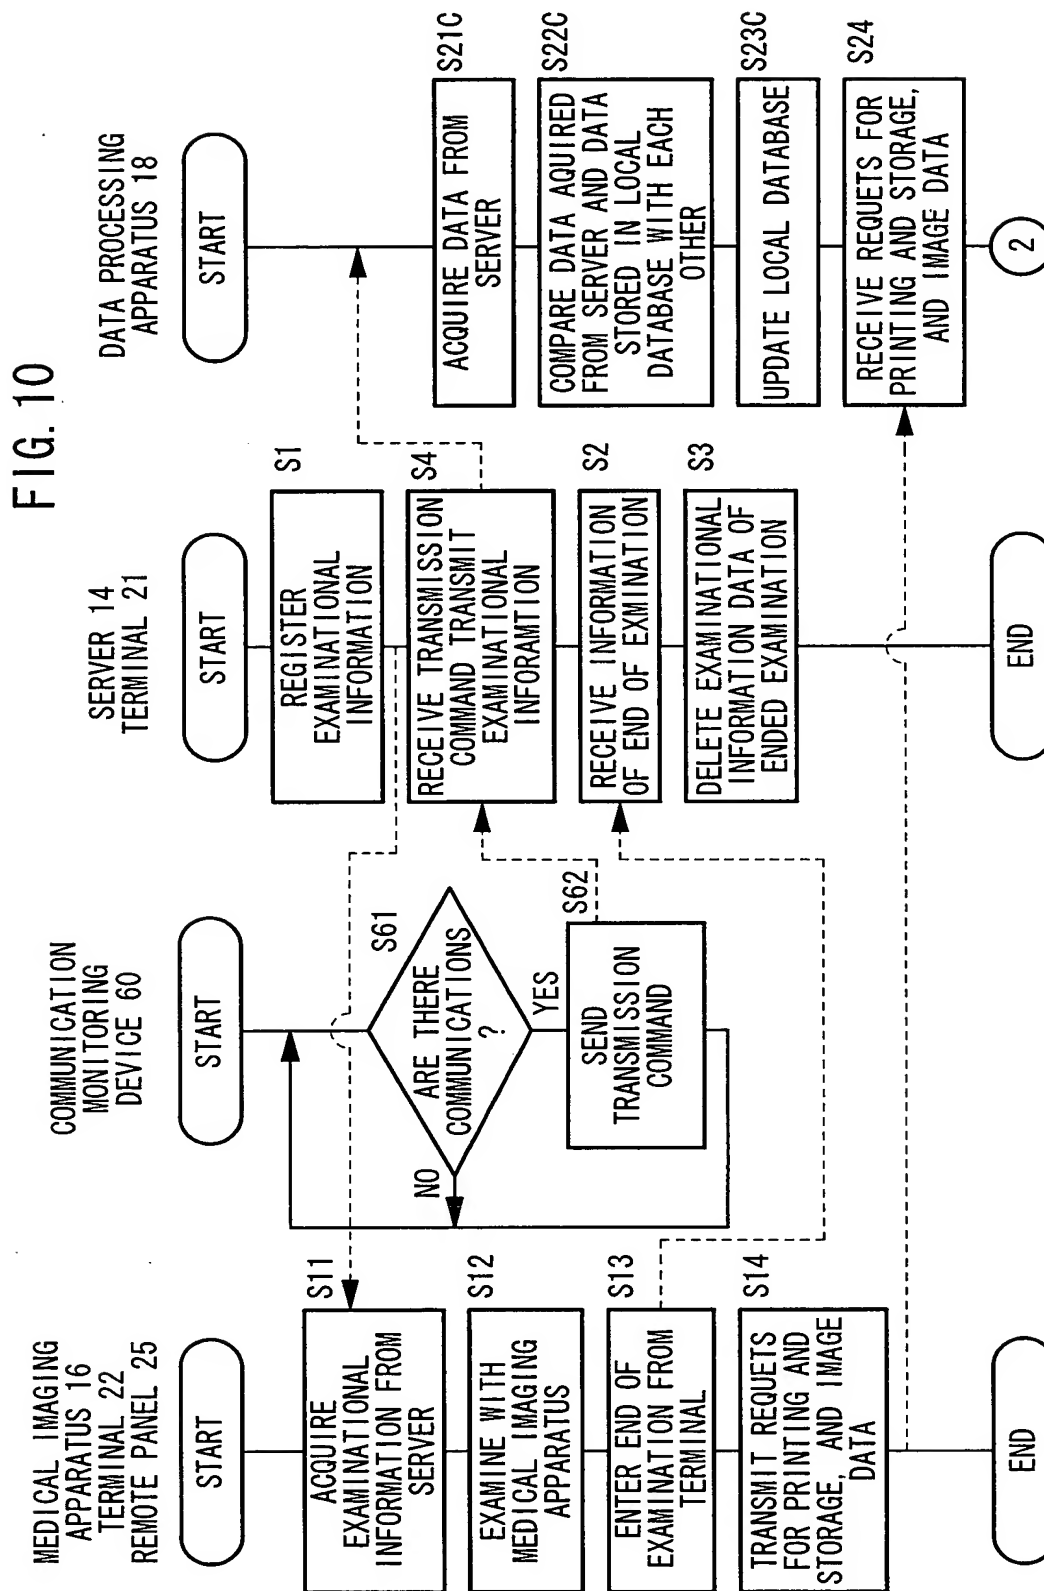 FIG. 10
MEDICAL IMAGING
APPARATUS 16
TERMINAL 22
REMOTE PANEL 25
START
ACQUIRE
EXAMINATIONAL
INFORMATION FROM
SERVER
S11
EXAMINE WITH
MEDICAL IMAGING
APPARATUS
S12
ENTER END OF
EXAMINATION FROM
TERMINAL
S13
TRANSMIT REQUETS
FOR PRINTING AND
STORAGE, AND IMAGE
DATA
S14
END
COMMUNICATION
MONITORING
DEVICE 60
START
S61
ARE THERE
COMMUNICATIONS
?
NO
YES
S62
SEND
TRANSMISSION
COMMAND
SERVER 14
TERMINAL 21
START
REGISTER
EXAMINATIONAL
INFORMATION
S1
RECEIVE TRANSMISSION
COMMAND TRANSMIT
EXAMINATIONAL
INFORAMTION
S4
RECEIVE INFORMATION
OF END OF EXMINATION
S2
DELETE EXAMINATIONAL
INFORMATION DATA OF
ENDED EXAMINATION
S3
END
DATA PROCESSING
APPARATUS 18
START
ACQUIRE DATA FROM
SERVER
S21C
COMPARE DATA AQUIRED
FROM SERVER AND DATA
STORED IN LOCAL
DATABASE WITH EACH
OTHER
S22C
UPDATE LOCAL DATABASE
S23C
RECEIVE REQUETS FOR
PRINTING AND STORAGE,
AND IMAGE DATA
S24
2